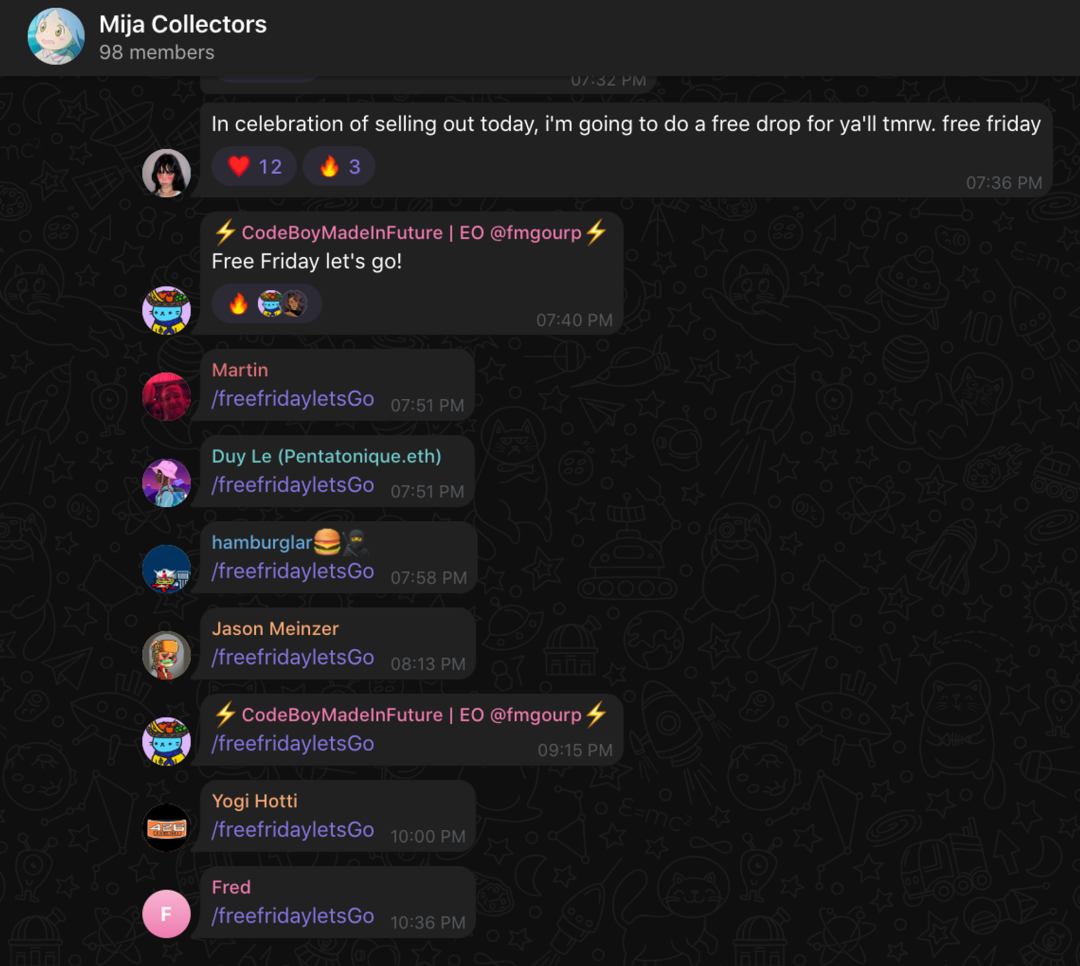 Mija Collectors
98 members
07:32 PM
In celebration of selling out today, i'm going to do a free drop for ya'll tmrw. free friday
❤️ 12 🔥 3
07:36 PM
⚡CodeBoyMadeInFuture | EO @fmgourp⚡
Free Friday let's go!
🔥
07:40 PM
Martin
/freefridayletsGo 07:51 PM
Duy Le (Pentatonique.eth)
/freefridayletsGo 07:51 PM
hamburglar🍔🥷
/freefridayletsGo 07:58 PM
Jason Meinzer
/freefridayletsGo 08:13 PM
⚡CodeBoyMadeInFuture | EO @fmgourp⚡
/freefridayletsGo 09:15 PM
Yogi Hotti
426
/freefridayletsGo 10:00 PM
Fred
F
/freefridayletsGo 10:36 PM